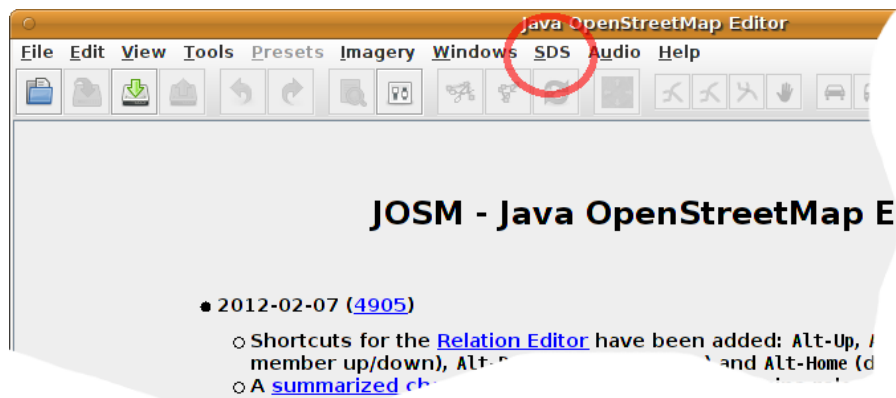 Java OpenStreetMap Editor
File Edit View Tools Presets Imagery Windows SDS Audio Help
JOSM - Java OpenStreetMap E
2012-02-07 (4905)
Shortcuts for the Relation Editor have been added: Alt-Up,
member up/down), and Alt-Home (d
A summarized